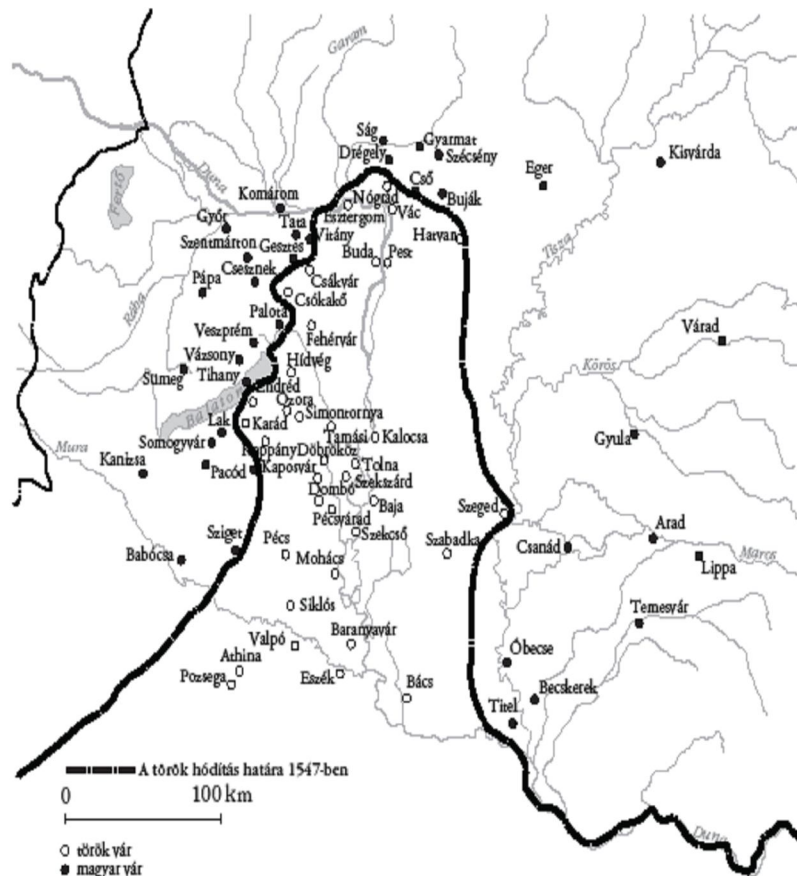 Garam
Ság
Gyarmat
Drégely
Szécsény
Kisvárda
Eger
Duna
Komárom
Cső
Nógrád
Buják
Fertő
Esztergom
Vác
Győr
Tata
Vitány
Hatvan
Szentmárton
Gesztes
Buda
Pest
Tisza
Csesznek
Csákvár
Pápa
Csókakő
Rába
Palota
Várad
Veszprém
Fehérvár
Vázsony
Hídvég
Körös
Sümeg
Tihany
Endréd
Ozora
Balaton
Simontornya
Karád
Lak
Tamási
Kalocsa
Gyula
Mura
Somogyvár
Koppány
Döbrököz
Kanizsa
Pacód
Kaposvár
Tolna
Szekszárd
Dombó
Baja
Szeged
Pécsvárad
Arad
Sziget
Pécs
Szekcső
Szabadka
Csanád
Babócsa
Mohács
Maros
Lippa
Siklós
Temesvár
Valpó
Baranyavár
Athina
Óbecse
Pozsega
Eszék
Bács
Becskerek
Titel
A török hódítás határa 1547-ben
0 100 km
Duna
török vár
magyar vár